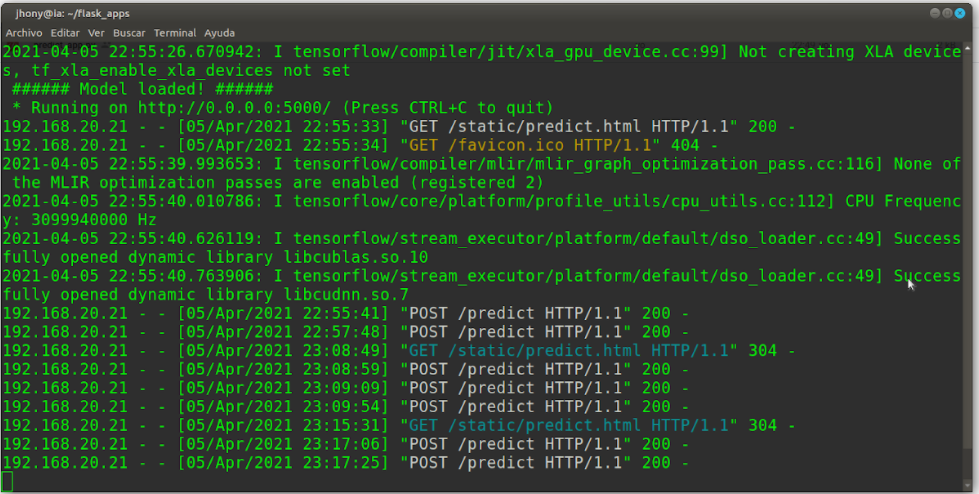 jhony@la: ~/flask_apps
Archivo Editar Ver Buscar Terminal Ayuda
2021-04-05 22:55:26.670942: I tensorflow/compiler/jit/xla_gpu_device.cc:99] Not creating XLA device
s, tf_xla_enable_xla_devices not set
 ###### Model loaded! ######
 * Running on http://0.0.0.0:5000/ (Press CTRL+C to quit)
192.168.20.21 - - [05/Apr/2021 22:55:33] "GET /static/predict.html HTTP/1.1" 200 -
192.168.20.21 - - [05/Apr/2021 22:55:34] "GET /favicon.ico HTTP/1.1" 404 -
2021-04-05 22:55:39.993653: I tensorflow/compiler/mlir/mlir_graph_optimization_pass.cc:116] None of
 the MLIR optimization passes are enabled (registered 2)
2021-04-05 22:55:40.010786: I tensorflow/core/platform/profile_utils/cpu_utils.cc:112] CPU Frequenc
y: 3099940000 Hz
2021-04-05 22:55:40.626119: I tensorflow/stream_executor/platform/default/dso_loader.cc:49] Success
fully opened dynamic library libcublas.so.10
2021-04-05 22:55:40.763906: I tensorflow/stream_executor/platform/default/dso_loader.cc:49] Success
fully opened dynamic library libcudnn.so.7
192.168.20.21 - - [05/Apr/2021 22:55:41] "POST /predict HTTP/1.1" 200 -
192.168.20.21 - - [05/Apr/2021 22:57:48] "POST /predict HTTP/1.1" 200 -
192.168.20.21 - - [05/Apr/2021 23:08:49] "GET /static/predict.html HTTP/1.1" 304 -
192.168.20.21 - - [05/Apr/2021 23:08:59] "POST /predict HTTP/1.1" 200 -
192.168.20.21 - - [05/Apr/2021 23:09:09] "POST /predict HTTP/1.1" 200 -
192.168.20.21 - - [05/Apr/2021 23:09:54] "POST /predict HTTP/1.1" 200 -
192.168.20.21 - - [05/Apr/2021 23:15:31] "GET /static/predict.html HTTP/1.1" 304 -
192.168.20.21 - - [05/Apr/2021 23:17:06] "POST /predict HTTP/1.1" 200 -
192.168.20.21 - - [05/Apr/2021 23:17:25] "POST /predict HTTP/1.1" 200 -